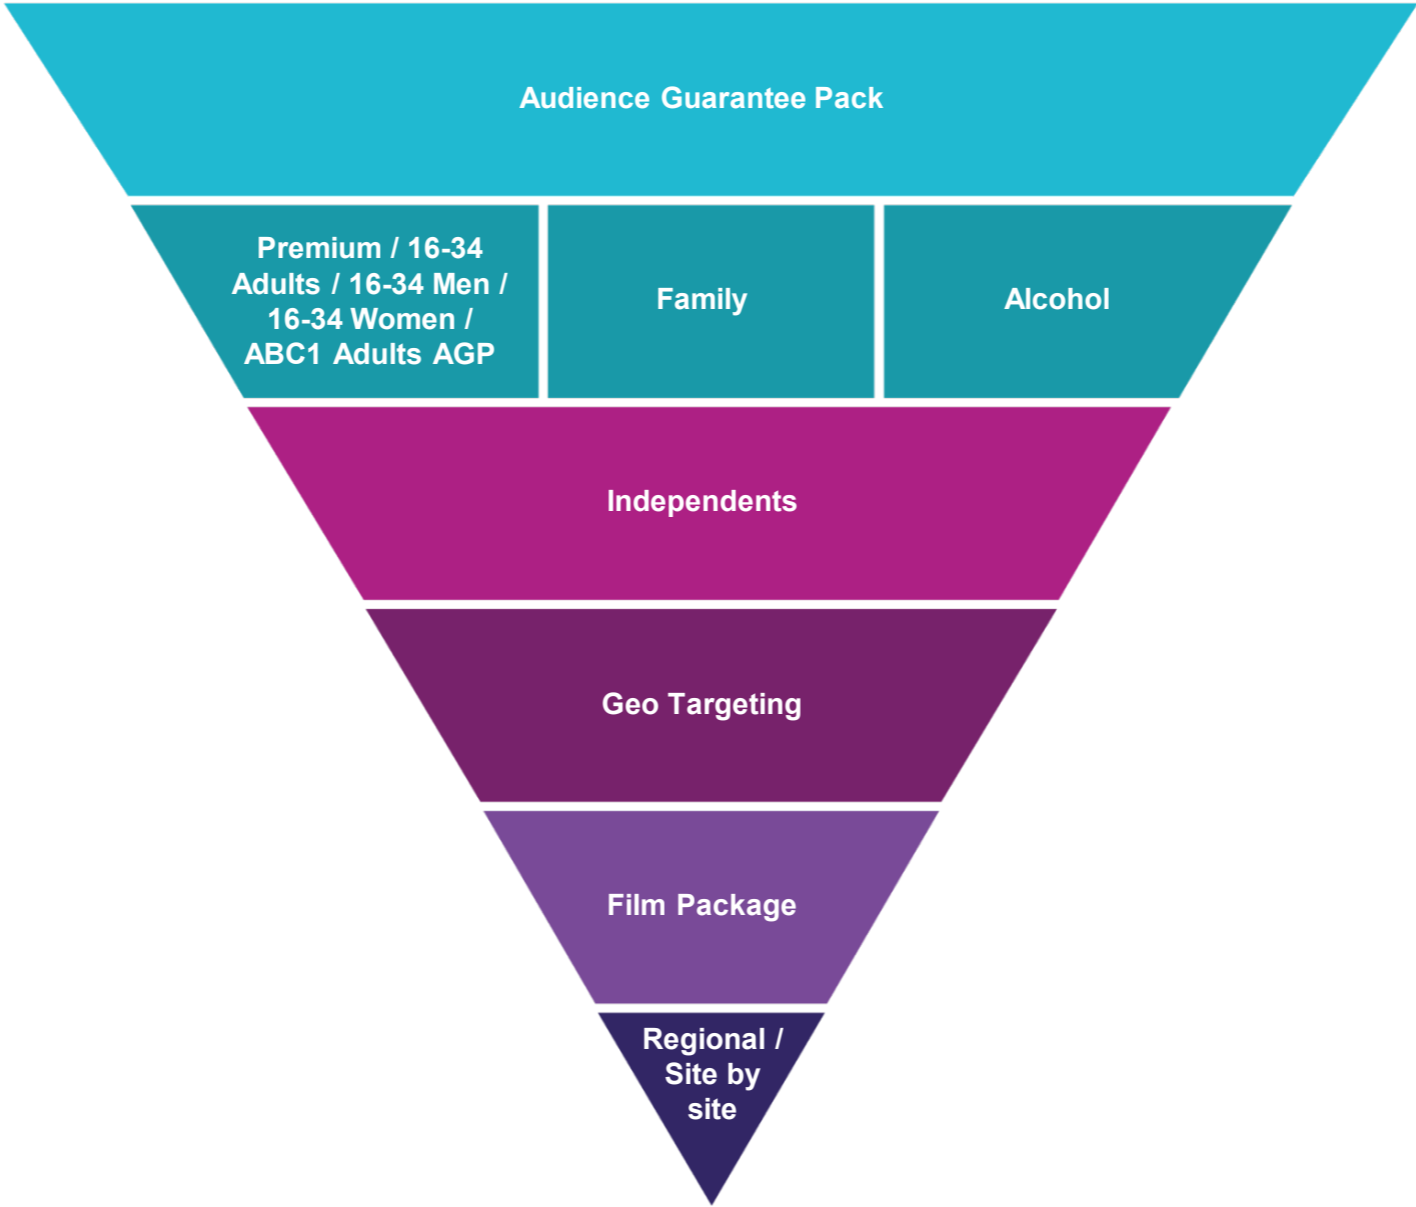 Audience Guarantee Pack
Premium / 16-34
Adults / 16-34 Men /
16-34 Women /
ABC1 Adults AGP
Family
Alcohol
Independents
Geo Targeting
Film Package
Regional /
Site by
site